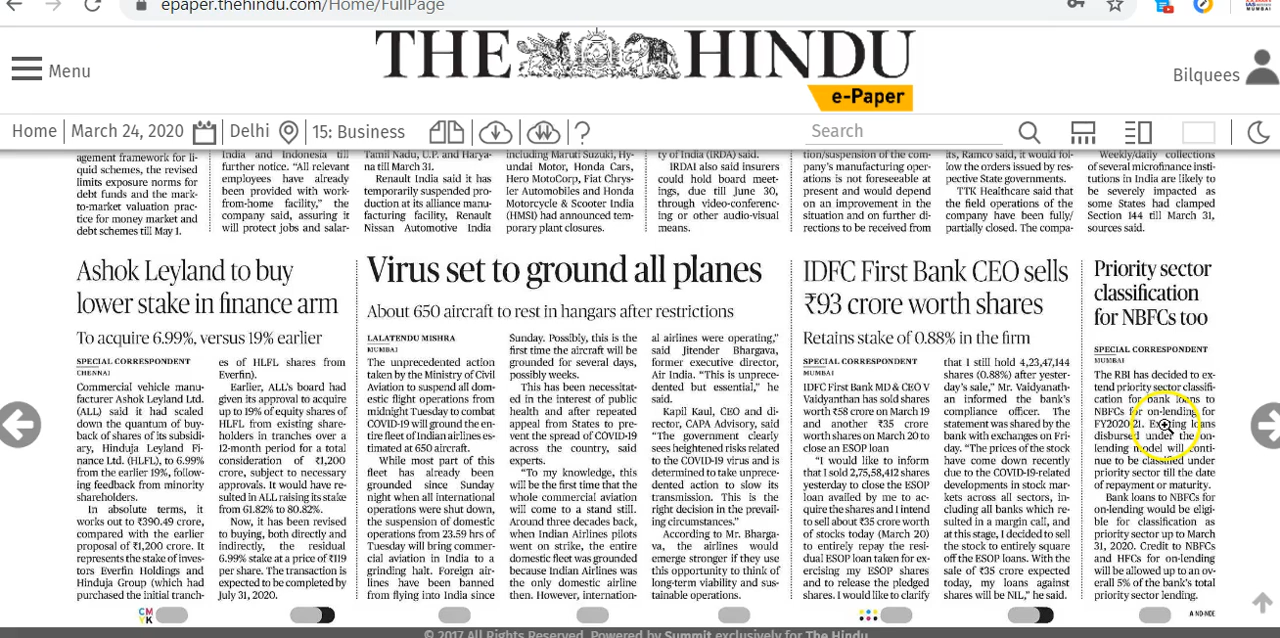 epaper.thehindu.com/Home/FullPage
Menu
THE HINDU
e-Paper
Bilquees
Home
March 24, 2020
Delhi
15: Business
?
Search
agement framework for li-
quid schemes, the revised
limits exposure norms for
debt funds and the mark-
to-market valuation prac-
tice for money market and
debt schemes till May 1.
India and Indonesia till
further notice. "All relevant
employees have already
been provided with work-
from-home facility," the
company said, assuring it
will protect jobs and salar-
Tamil Nadu, U.P. and Harya-
na till March 31.
Renault India said it has
temporarily suspended pro-
duction at its alliance manu-
facturing facility, Renault
Nissan Automotive India
including Maruti Suzuki, Hy-
undai Motor, Honda Cars,
Hero MotoCorp, Fiat Chrys-
ler Automobiles and Honda
Motorcycle & Scooter India
(HMSI) had announced tem-
porary plant closures.
ty of India (IRDA) said.
IRDAI also said insurers
could hold board meet-
ings, due till June 30,
through video-conferenc-
ing or other audio-visual
means.
tion/suspension of the com-
pany's manufacturing oper-
ations is not foreseeable at
present and would depend
on an improvement in the
situation and on further di-
rections to be received from
its, Ramco said, it would fol-
low the orders issued by res-
pective State governments.
TTK Healthcare said that
the field operations of the
company have been fully/
partially closed. The compa-
Weekly/daily collections
of several microfinance insti-
tutions in India are likely to
be severely impacted as
some States had clamped
Section 144 till March 31,
sources said.
Ashok Leyland to buy
lower stake in finance arm
To acquire 6.99%, versus 19% earlier
SPECIAL CORRESPONDENT
CHENNAI
Commercial vehicle manu-
facturer Ashok Leyland Ltd.
(ALL) said it had scaled
down the quantum of buy-
back of shares of its subsidi-
ary, Hinduja Leyland Fi-
nance Ltd. (HLFL), to 6.99%
from the earlier 19%, follow-
ing feedback from minority
shareholders.
In absolute terms, it
works out to ₹390.49 crore,
compared with the earlier
proposal of ₹1,200 crore. It
represents the stake of inves-
tors Everfin Holdings and
Hinduja Group (which had
purchased the initial tranch-
es of HLFL shares from
Everfin).
Earlier, ALL's board had
given its approval to acquire
up to 19% of equity shares of
HLFL from existing share-
holders in tranches over a
12-month period for a total
consideration of ₹1,200
crore, subject to necessary
approvals. It would have re-
sulted in ALL raising its stake
from 61.82% to 80.82%.
Now, it has been revised
to buying, both directly and
indirectly, the residual
6.99% stake at a price of ₹119
per share. The transaction is
expected to be completed by
July 31, 2020.
Virus set to ground all planes
About 650 aircraft to rest in hangars after restrictions
LALATENDU MISHRA
MUMBAI
The unprecedented action
taken by the Ministry of Civil
Aviation to suspend all dom-
estic flight operations from
midnight Tuesday to combat
COVID-19 will ground the en-
tire fleet of Indian airlines es-
timated at 650 aircraft.
While most part of this
fleet has already been
grounded since Sunday
night when all international
operations were shut down,
the suspension of domestic
operations from 23.59 hrs of
Tuesday will bring commer-
cial aviation in India to a
grinding halt. Foreign air-
lines have been banned
from flying into India since
Sunday. Possibly, this is the
first time the aircraft will be
grounded for several days,
possibly weeks.
This has been necessitat-
ed in the interest of public
health and after repeated
appeal from States to pre-
vent the spread of COVID-19
across the country, said
experts.
"To my knowledge, this
will be the first time that the
whole commercial aviation
will come to a stand still.
Around three decades back,
when Indian Airlines pilots
went on strike, the entire
domestic fleet was grounded
because Indian Airlines was
the only domestic airline
then. However, internation-
al airlines were operating,"
said Jitender Bhargava,
former executive director,
Air India. "This is unprece-
dented but essential," he
said.
Kapil Kaul, CEO and di-
rector, CAPA Advisory, said
"The government clearly
sees heightened risks related
to the COVID-19 virus and is
determined to take unprece-
dented action to slow its
transmission. This is the
right decision in the prevail-
ing circumstances."
According to Mr. Bharga-
va, the airlines would
emerge stronger if they use
this opportunity to think of
long-term viability and sus-
tainable operations.
IDFC First Bank CEO sells
₹93 crore worth shares
Retains stake of 0.88% in the firm
SPECIAL CORRESPONDENT
MUMBAI
IDFC First Bank MD & CEO V
Vaidyanathan has sold shares
worth ₹58 crore on March 19
and another ₹35 crore
worth shares on March 20 to
close an ESOP loan
"I would like to inform
that I sold 2,75,58,412 shares
yesterday to close the ESOP
loan availed by me to ac-
quire the shares and I intend
to sell about ₹35 crore worth
of stocks today (March 20)
to entirely repay the resi-
dual ESOP loan taken for ex-
ercising my ESOP shares
and to release the pledged
shares. I would like to clarify
that I still hold 4,23,47,144
shares (0.88%) after yester-
day's sale," Mr. Vaidyanath-
an informed the bank's
compliance officer. The
statement was shared by the
bank with exchanges on Fri-
day. "The prices of the stock
have come down recently
due to the COVID-19-related
developments in stock mar-
kets across all sectors, in-
cluding all banks which re-
sulted in a margin call, and
at this stage, I decided to sell
the stock to entirely square
off the ESOP loans. With the
sale of ₹35 crore expected
today, my loans against
shares will be NIL," he said.
Priority sector
classification
for NBFCs too
SPECIAL CORRESPONDENT
MUMBAI
The RBI has decided to ex-
tend priority sector classifi-
cation for bank loans to
NBFCs for on-lending for
FY2020-21. Existing loans
disbursed under the on-
lending model will conti-
nue to be classified under
priority sector till the date
of repayment or maturity.
Bank loans to NBFCs for
on-lending would be eligi-
ble for classification as
priority sector up to March
31, 2020. Credit to NBFCs
and HFCs for on-lending
will be allowed up to an ov-
erall 5% of the bank's total
priority sector lending.
CM
YK
A ND-NDE
© 2017 All Rights Reserved. Powered by Summit exclusively for The Hindu